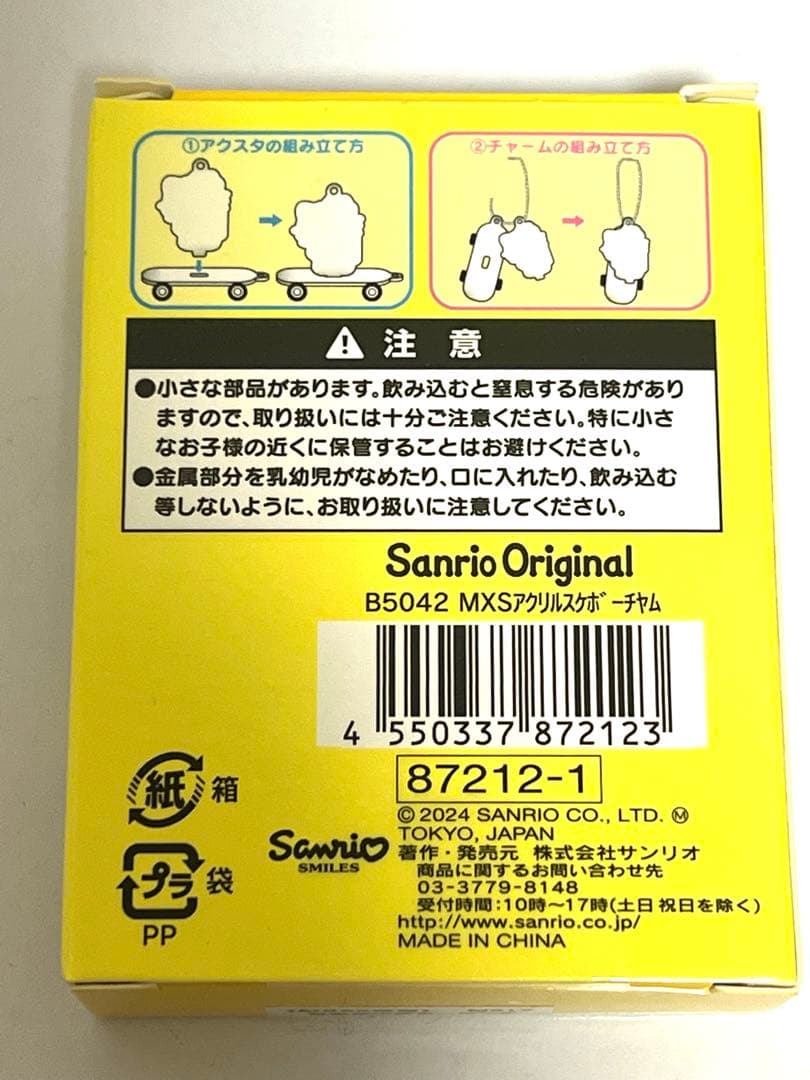 ①アクスタの組み立て方
②チャームの組み立て方
注 意
●小さな部品があります。飲み込むと窒息する危険があり
ますので、取り扱いには十分ご注意ください。特に小さ
なお子様の近くに保管することはお避けください。
●金属部分を乳幼児がなめたり、口に入れたり、飲み込む
等しないように、お取り扱いに注意してください。
Sanrio Original
B5042 MXSアクリルスケボーチヤム
4 550337 872123
87212-1
紙 箱
プラ 袋
PP
Sanrio
SMILES
© 2024 SANRIO CO., LTD. Ⓜ
TOKYO, JAPAN
著作・発売元 株式会社サンリオ
商品に関するお問い合わせ先
03-3779-8148
受付時間:10時〜17時(土日祝日を除く)
http://www.sanrio.co.jp/
MADE IN CHINA